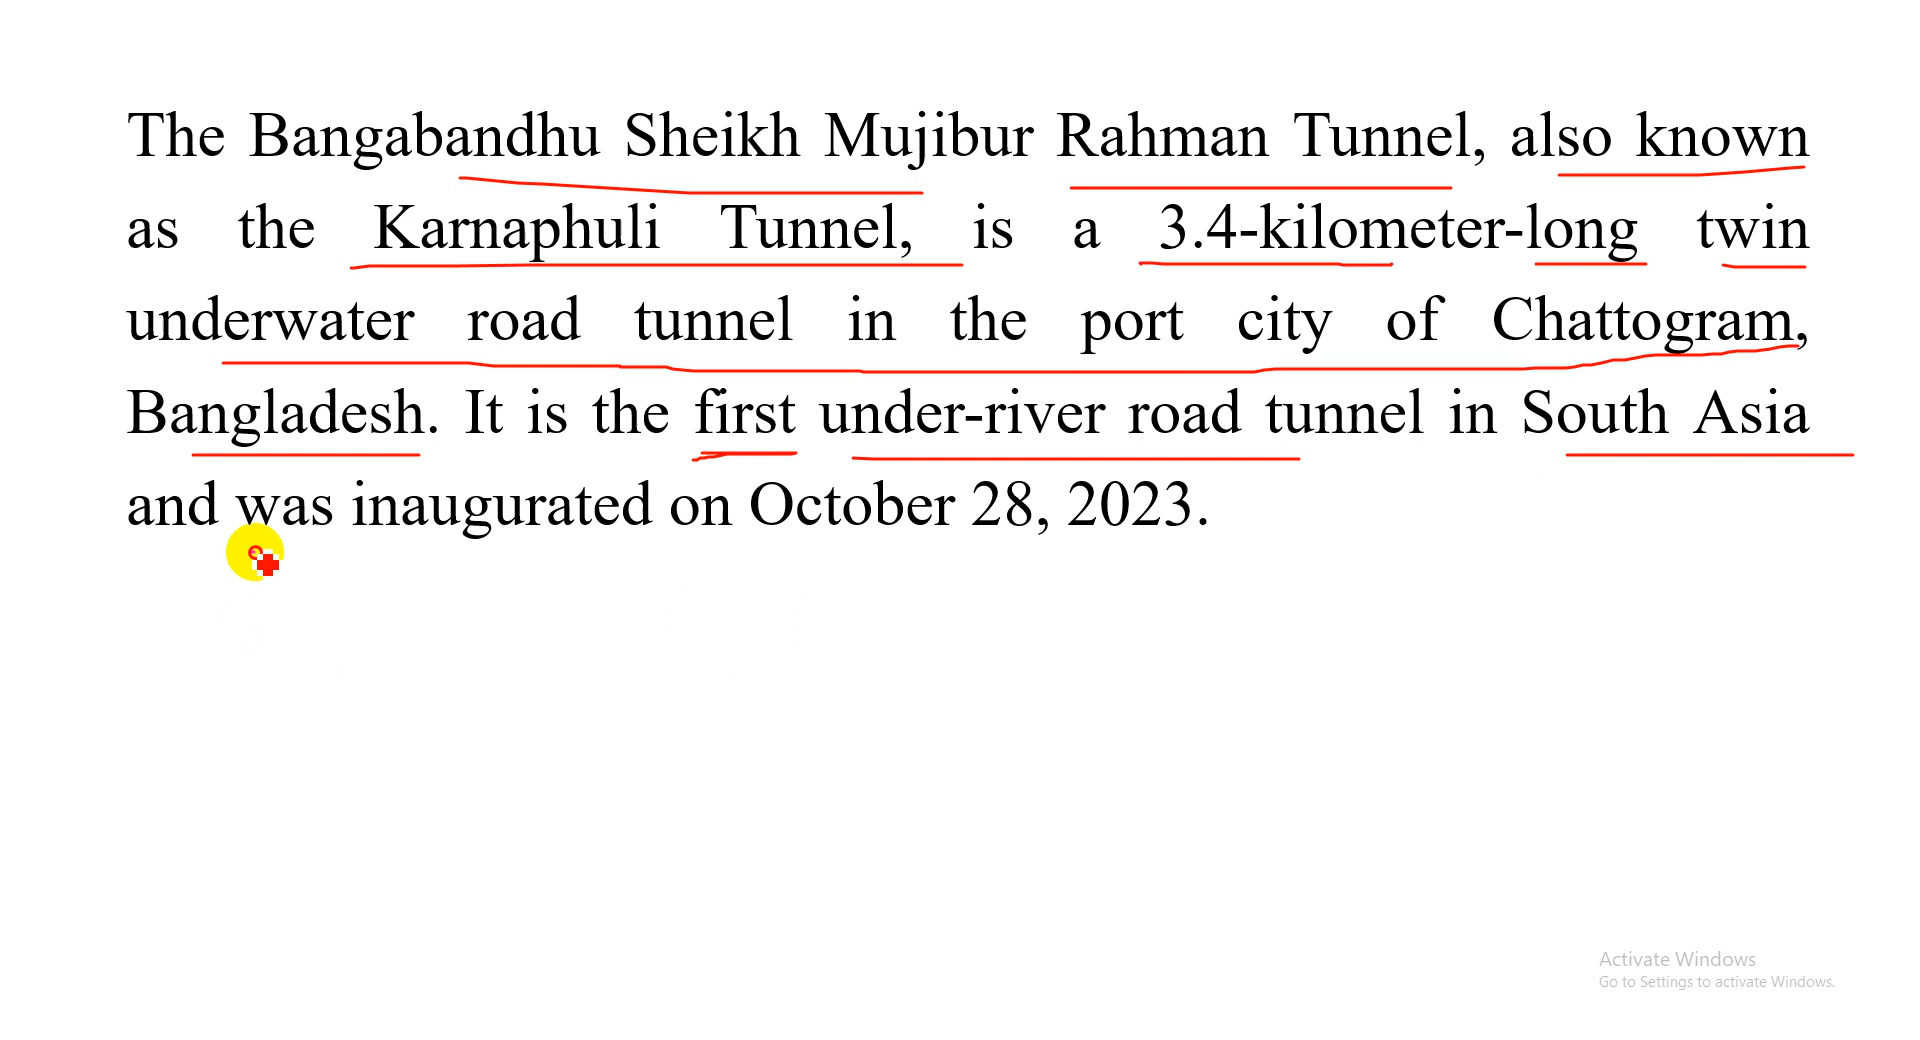 The Bangabandhu Sheikh Mujibur Rahman Tunnel, also known
as the Karnaphuli Tunnel, is a 3.4-kilometer-long twin
underwater road tunnel in the port city of Chattogram,
Bangladesh. It is the first under-river road tunnel in South Asia
and was inaugurated on October 28, 2023.
Activate Windows
Go to Settings to activate Windows.